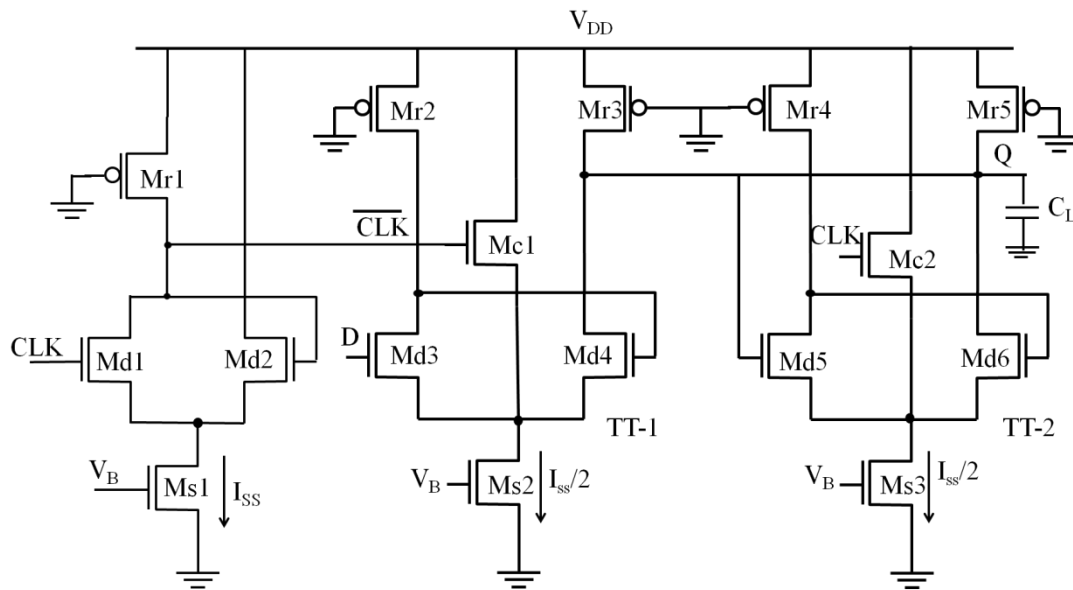 V_DD
Mr2
Mr3
Mr4
Mr5
Mr1
Q
C_L
\overline{CLK}
Mc1
CLK
Mc2
CLK
Md1
Md2
D
Md3
Md4
Md5
Md6
TT-1
TT-2
V_B
Ms1
I_SS
V_B
Ms2
I_ss/2
V_B
Ms3
I_ss/2